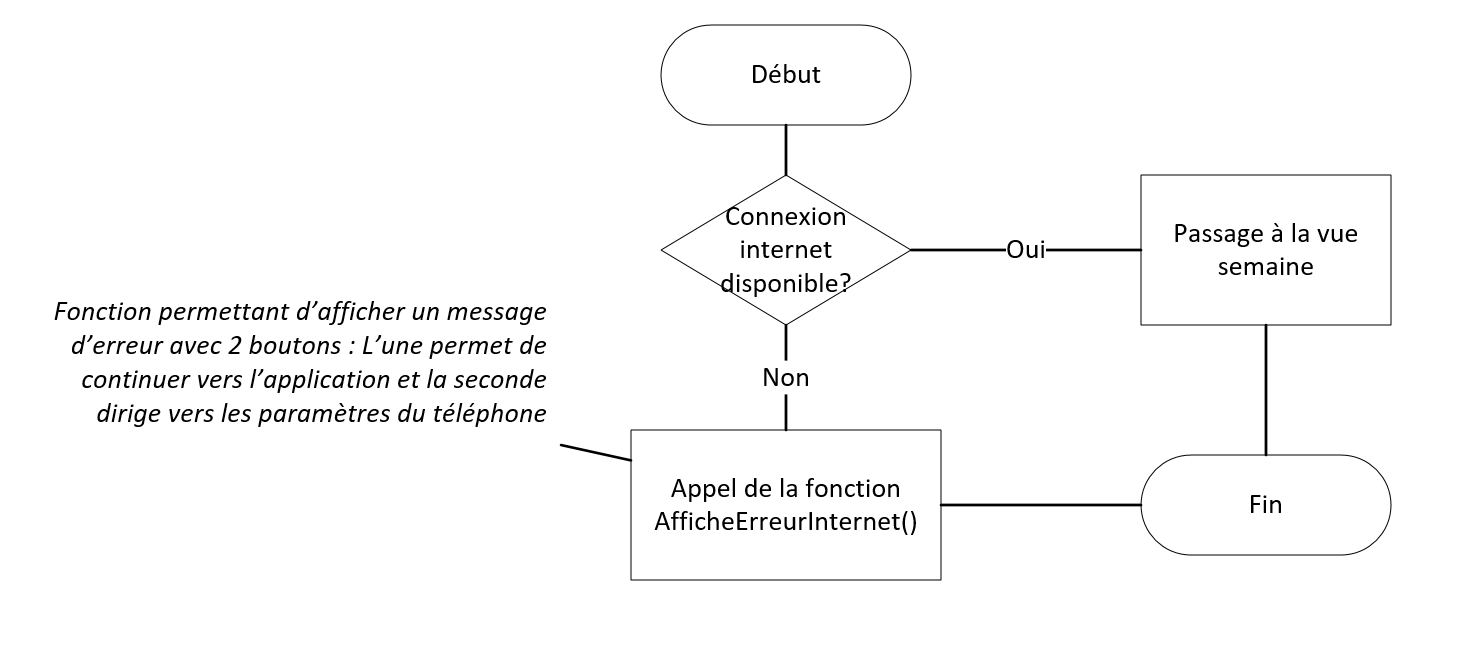 Début
Connexion
internet
disponible?
Oui
Passage à la vue
semaine
Non
Fonction permettant d’afficher un message
d’erreur avec 2 boutons : L’une permet de
continuer vers l’application et la seconde
dirige vers les paramètres du téléphone
Appel de la fonction
AfficheErreurInternet()
Fin